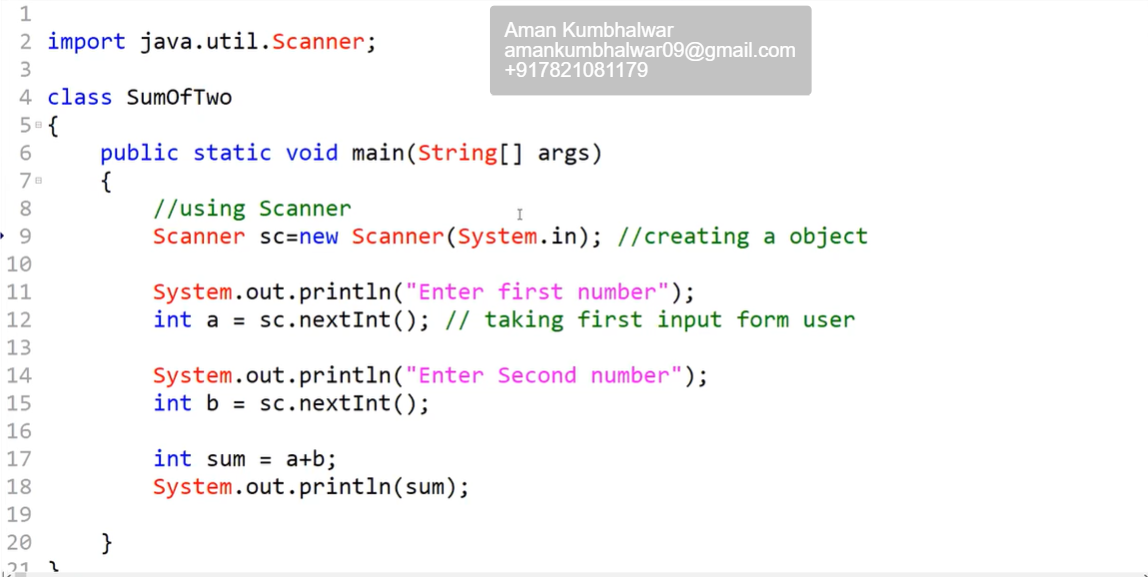 1
Aman Kumbhalwar
amankumbhalwar09@gmail.com
+917821081179
2 import java.util.Scanner;
3
4 class SumOfTwo
5 {
6 public static void main(String[] args)
7 {
8 //using Scanner
9 Scanner sc=new Scanner(System.in); //creating a object
10
11 System.out.println("Enter first number");
12 int a = sc.nextInt(); // taking first input form user
13
14 System.out.println("Enter Second number");
15 int b = sc.nextInt();
16
17 int sum = a+b;
18 System.out.println(sum);
19
20 }
21 }